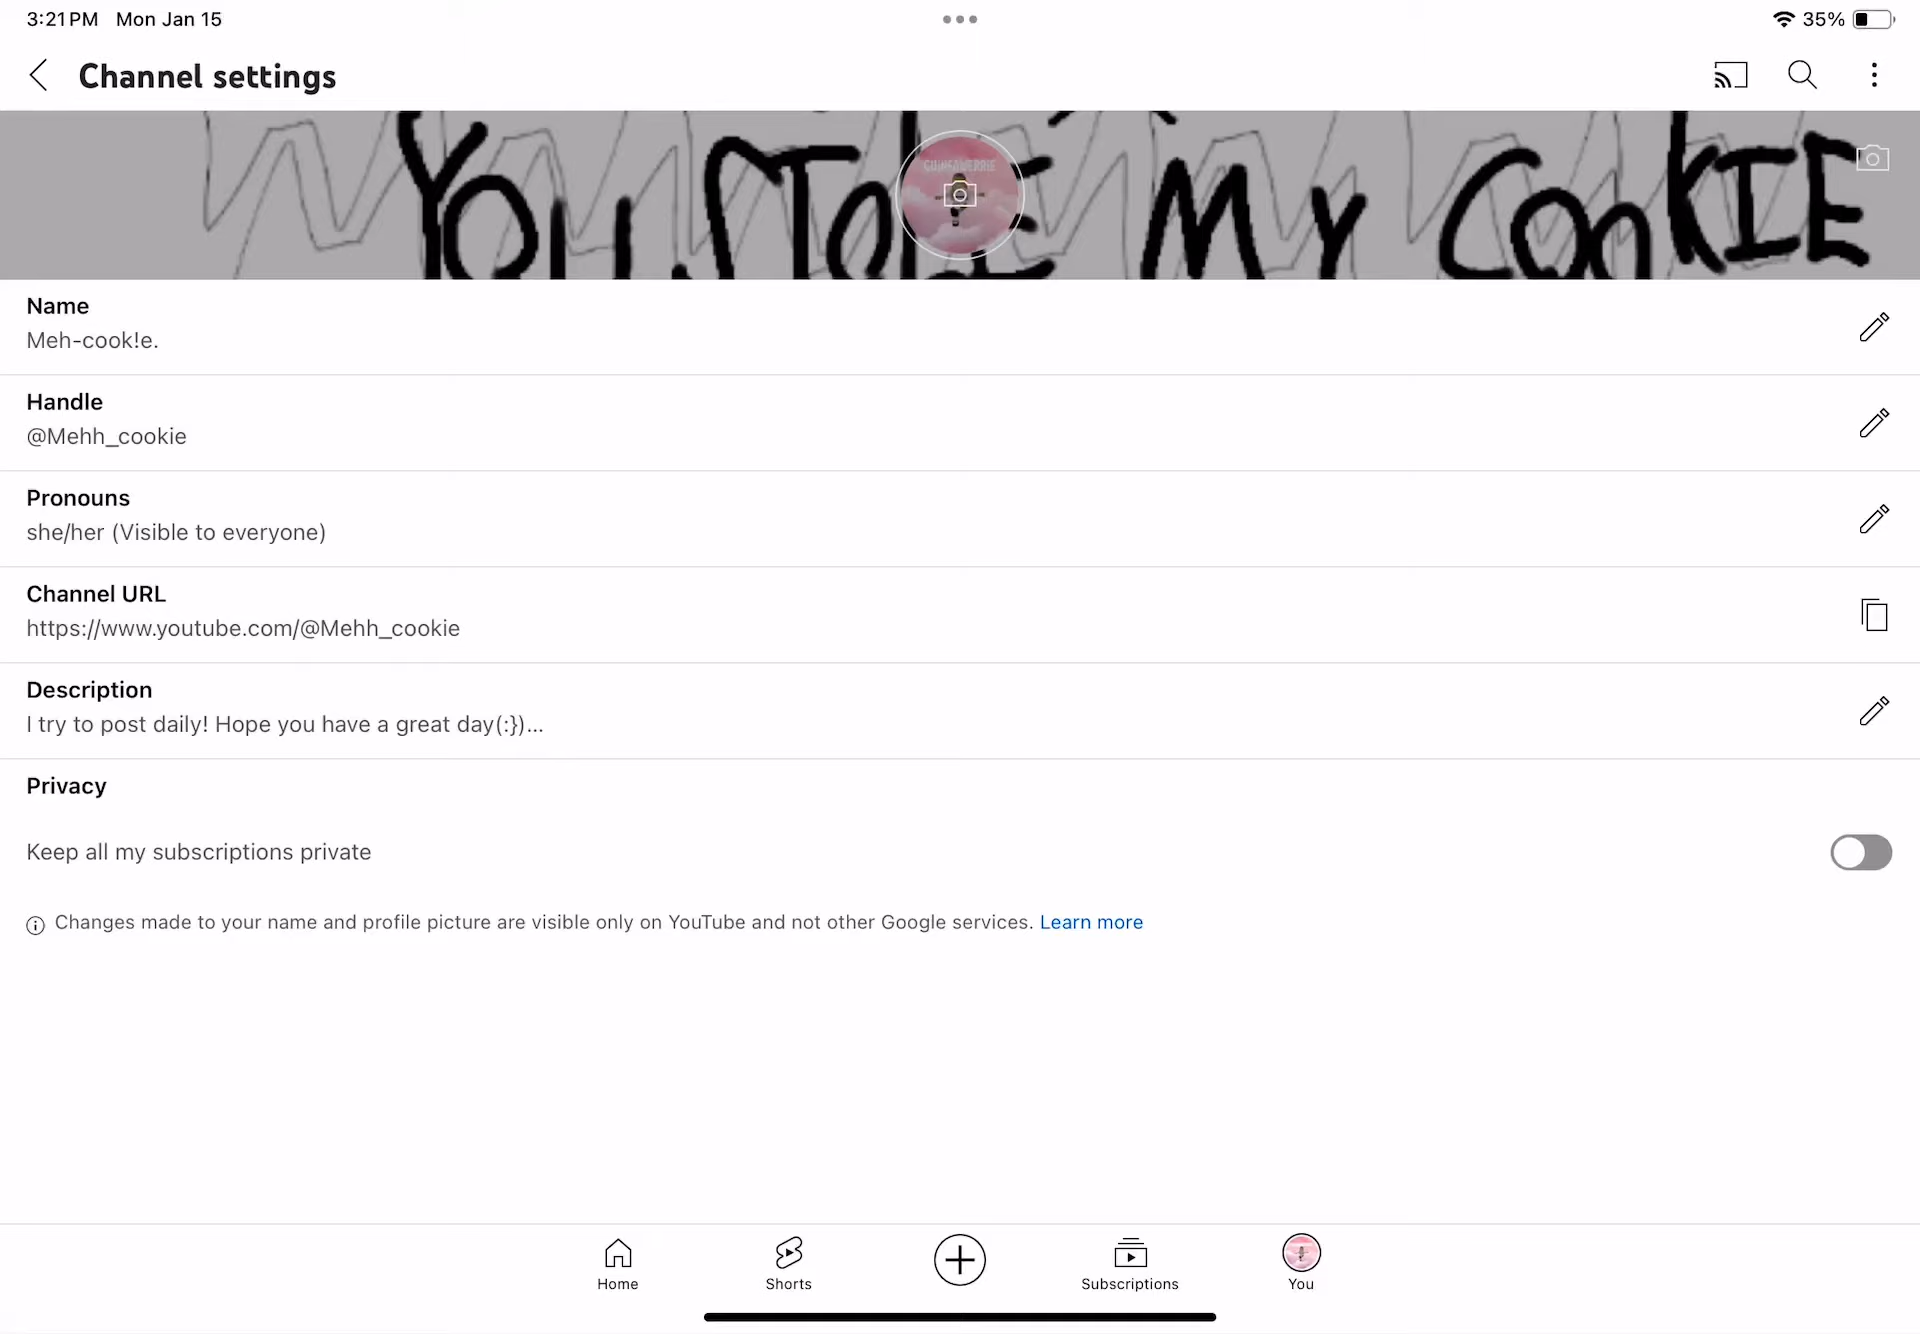 3:21 PM Mon Jan 15
35%
Channel settings
YOU STOLE MY COOKIE
Name
Meh-cook!e.
Handle
@Mehh_cookie
Pronouns
she/her (Visible to everyone)
Channel URL
https://www.youtube.com/@Mehh_cookie
Description
I try to post daily! Hope you have a great day(:})...
Privacy
Keep all my subscriptions private
Changes made to your name and profile picture are visible only on YouTube and not other Google services. Learn more
Home
Shorts
Subscriptions
You